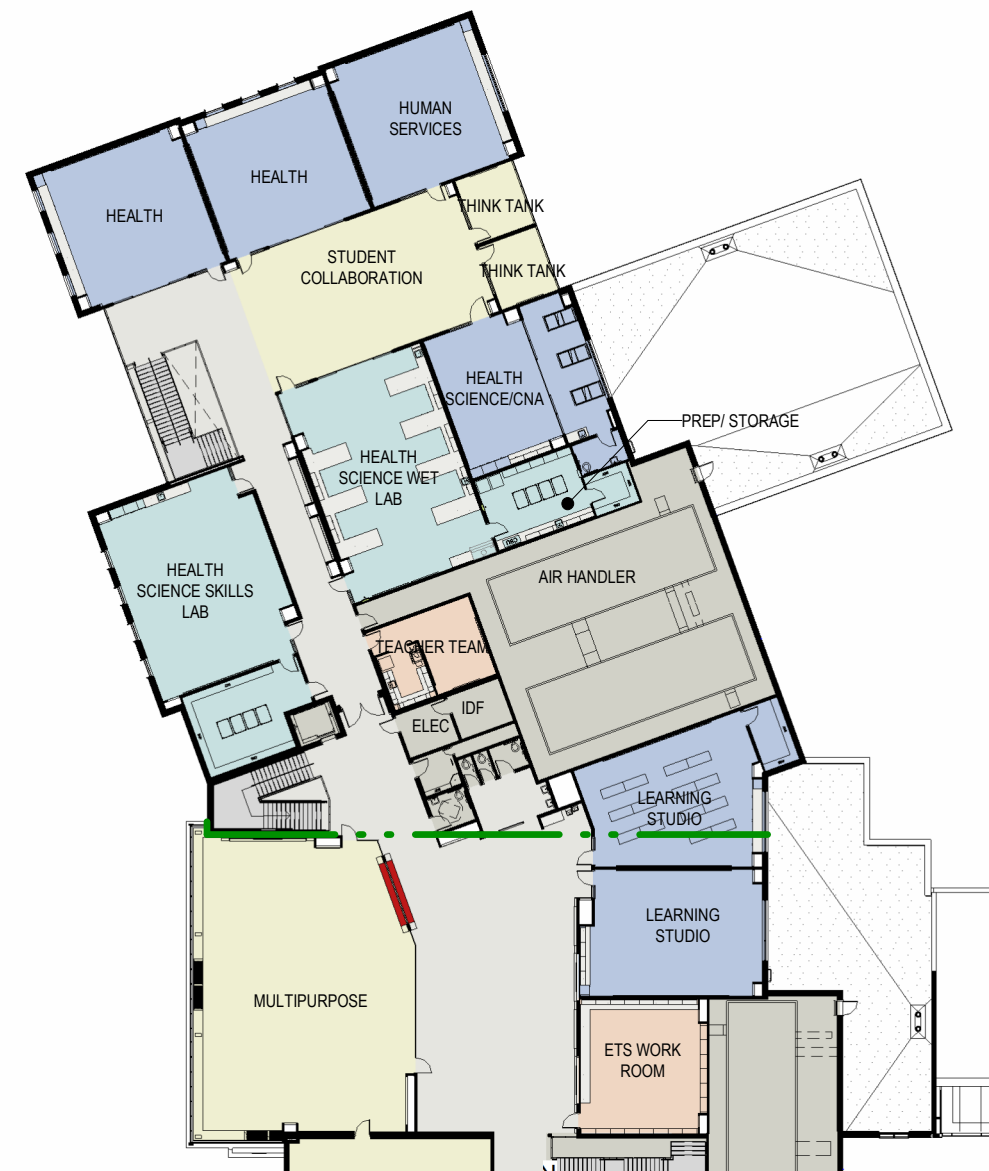 HUMAN
SERVICES
HEALTH
HEALTH
THINK TANK
STUDENT
COLLABORATION
THINK TANK
HEALTH
SCIENCE/CNA
PREP/ STORAGE
HEALTH
SCIENCE WET
LAB
HEALTH
SCIENCE SKILLS
LAB
AIR HANDLER
TEACHER TEAM
IDF
ELEC
LEARNING
STUDIO
LEARNING
STUDIO
MULTIPURPOSE
ETS WORK
ROOM